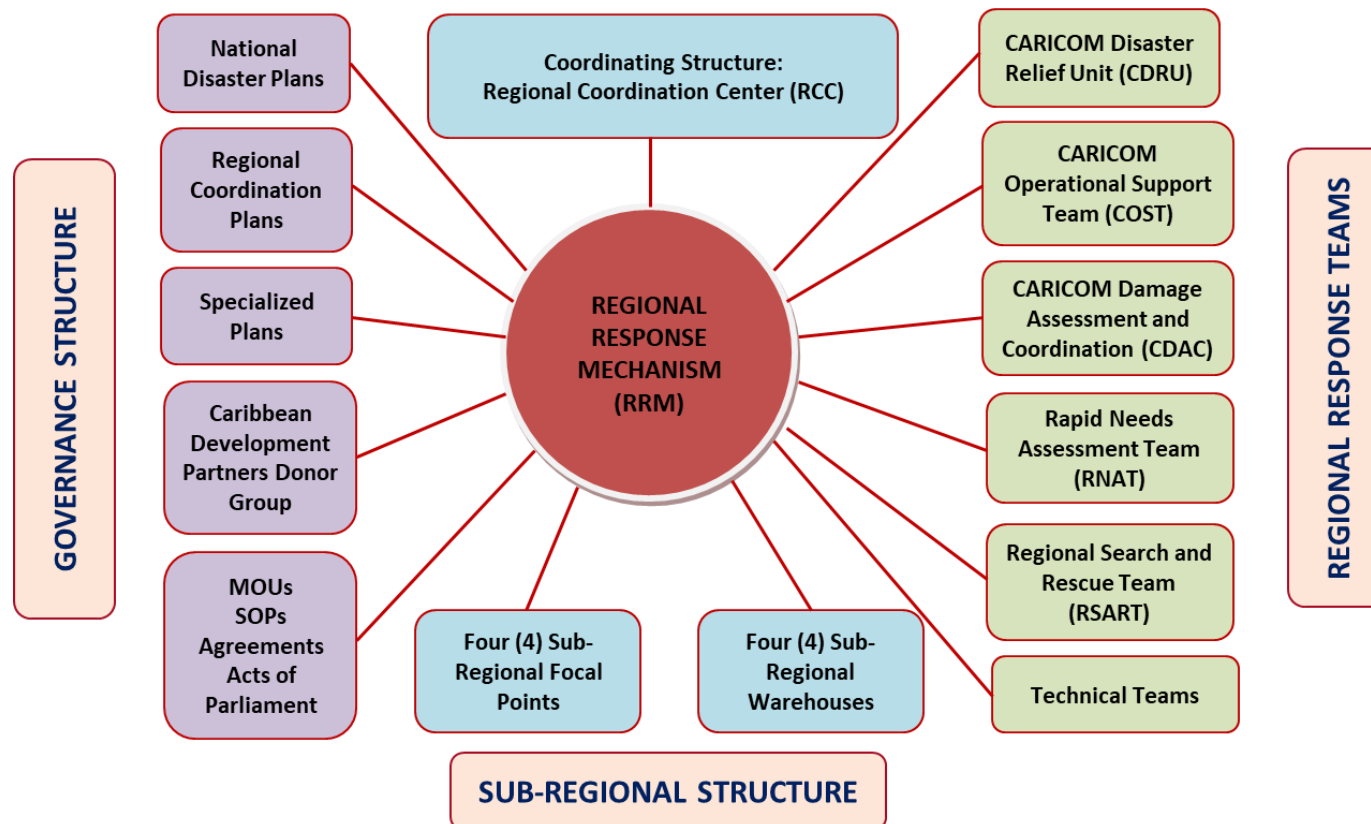 GOVERNANCE STRUCTURE
National
Disaster Plans
Regional
Coordination
Plans
Specialized
Plans
Caribbean
Development
Partners Donor
Group
MOUs
SOPs
Agreements
Acts of
Parliament
Coordinating Structure:
Regional Coordination Center (RCC)
REGIONAL
RESPONSE
MECHANISM
(RRM)
Four (4) Sub-
Regional Focal
Points
Four (4) Sub-
Regional
Warehouses
SUB-REGIONAL STRUCTURE
CARICOM Disaster
Relief Unit (CDRU)
CARICOM
Operational Support
Team (COST)
CARICOM Damage
Assessment and
Coordination (CDAC)
Rapid Needs
Assessment Team
(RNAT)
Regional Search and
Rescue Team
(RSART)
Technical Teams
REGIONAL RESPONSE TEAMS